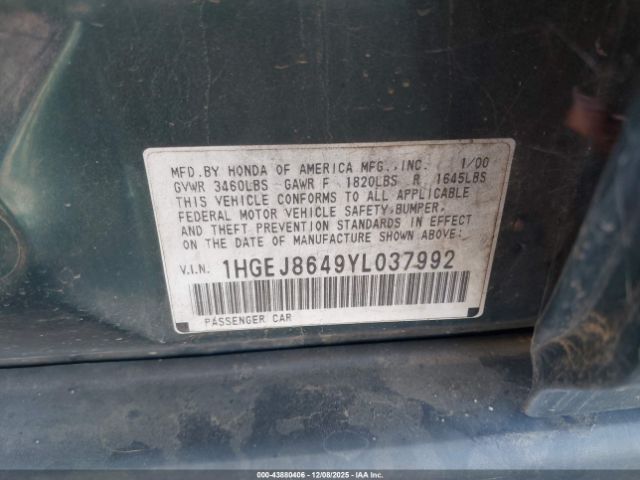 MFD.BY HONDA OF AMERICA MFG.,INC. 1/00
GVWR 3460LBS GAWR F 1820LBS R 1645LBS
THIS VEHICLE CONFORMS TO ALL APPLICABLE
FEDERAL MOTOR VEHICLE SAFETY,BUMPER,
AND THEFT PREVENTION STANDARDS IN EFFECT
ON THE DATE OF MANUFACTURE SHOWN ABOVE.
V.I.N. 1HGEJ8649YL037992
PASSENGER CAR
000-43880406 • 12/08/2025 • IAAI.COM